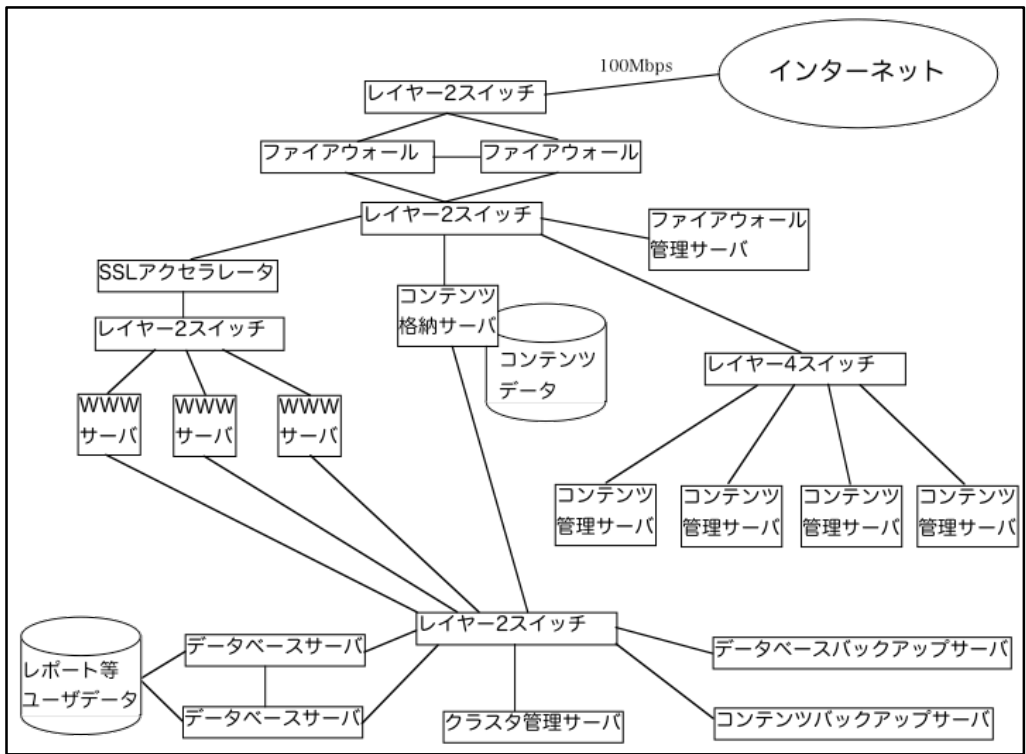 インターネット
100Mbps
レイヤー2スイッチ
ファイアウォール
ファイアウォール
レイヤー2スイッチ
ファイアウォール
管理サーバ
SSLアクセラレータ
コンテンツ
格納サーバ
レイヤー2スイッチ
コンテンツ
データ
レイヤー4スイッチ
WWW
サーバ
WWW
サーバ
WWW
サーバ
コンテンツ
管理サーバ
コンテンツ
管理サーバ
コンテンツ
管理サーバ
コンテンツ
管理サーバ
レイヤー2スイッチ
レポート等
ユーザデータ
データベースサーバ
データベースサーバ
クラスタ管理サーバ
データベースバックアップサーバ
コンテンツバックアップサーバ